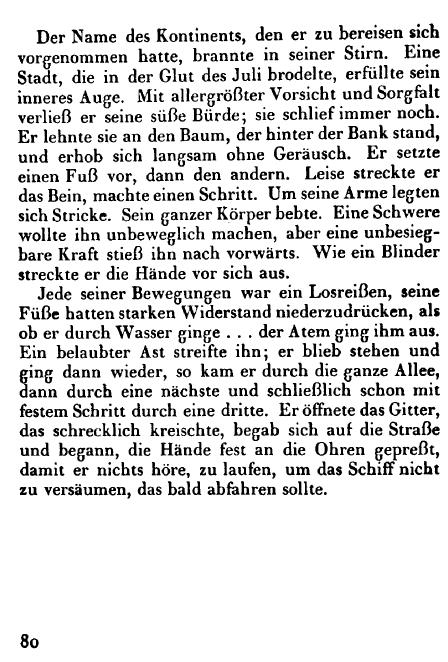 Der Name des Kontinents, den er zu bereisen sich
vorgenommen hatte, brannte in seiner Stirn. Eine
Stadt, die in der Glut des Juli brodelte, erfüllte sein
inneres Auge. Mit allergrößter Vorsicht und Sorgfalt
verließ er seine süße Bürde; sie schlief immer noch.
Er lehnte sie an den Baum, der hinter der Bank stand,
und erhob sich langsam ohne Geräusch. Er setzte
einen Fuß vor, dann den andern. Leise streckte er
das Bein, machte einen Schritt. Um seine Arme legten
sich Stricke. Sein ganzer Körper bebte. Eine Schwere
wollte ihn unbeweglich machen, aber eine unbesieg-
bare Kraft stieß ihn nach vorwärts. Wie ein Blinder
streckte er die Hände vor sich aus.
Jede seiner Bewegungen war ein Losreißen, seine
Füße hatten starken Widerstand niederzudrücken, als
ob er durch Wasser ginge . . . der Atem ging ihm aus.
Ein belaubter Ast streifte ihn; er blieb stehen und
ging dann wieder, so kam er durch die ganze Allee,
dann durch eine nächste und schließlich schon mit
festem Schritt durch eine dritte. Er öffnete das Gitter,
das schrecklich kreischte, begab sich auf die Straße
und begann, die Hände fest an die Ohren gepreßt,
damit er nichts höre, zu laufen, um das Schiff nicht
zu versäumen, das bald abfahren sollte.
80